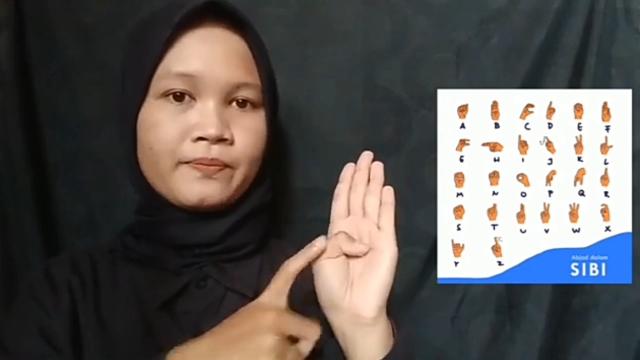 A B C D E F
G H I J K L
M N O P Q R
S T U V W X
Y Z
Abjad dalam
SIBI